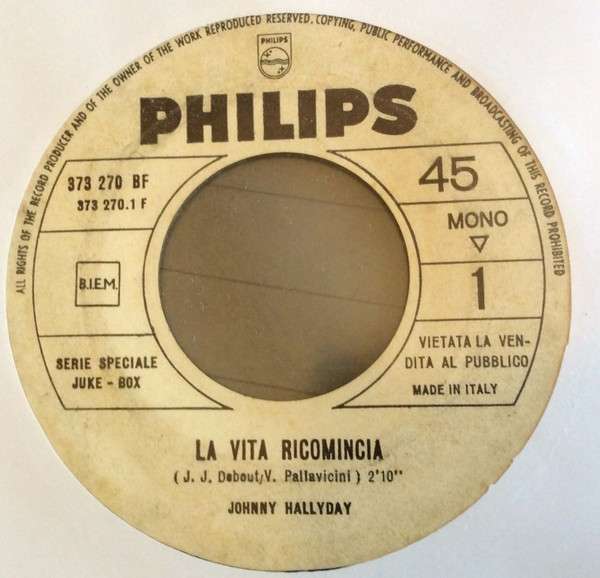 ALL RIGHTS OF THE RECORD PRODUCER AND OF THE OWNER OF THE WORK REPRODUCED RESERVED. COPYING, PUBLIC PERFORMANCE AND BROADCASTING OF THIS RECORD PROHIBITED
PHILIPS
PHILIPS
373 270 BF
373 270.1 F
B.I.E.M.
SERIE SPECIALE
JUKE - BOX
45
MONO
1
VIETATA LA VEN-
DITA AL PUBBLICO
MADE IN ITALY
LA VITA RICOMINCIA
( J. J. Debout/V. Pallavicini ) 2'10"
JOHNNY HALLYDAY